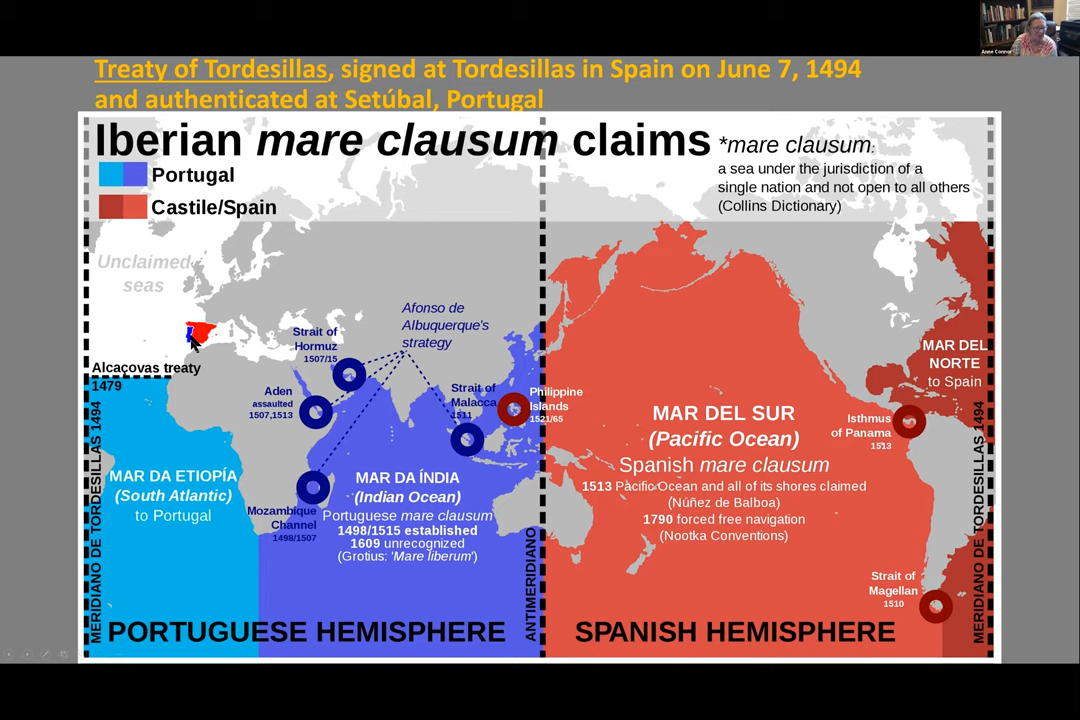 Anne Connor
Treaty of Tordesillas, signed at Tordesillas in Spain on June 7, 1494
and authenticated at Setúbal, Portugal
Iberian mare clausum claims
*mare clausum:
a sea under the jurisdiction of a
single nation and not open to all others
(Collins Dictionary)
Portugal
Castile/Spain
Unclaimed
seas
Afonso de
Albuquerque's
strategy
Strait of
Hormuz
1507/15
Alcaçovas treaty
1479
Aden
assaulted
1507,1513
Strait of
Malacca
1511
Philippine
Islands
1521/65
MAR DEL
NORTE
to Spain
Isthmus
of Panama
1513
MAR DEL SUR
(Pacific Ocean)
Spanish mare clausum
1513 Pacific Ocean and all of its shores claimed
(Núñez de Balboa)
1790 forced free navigation
(Nootka Conventions)
MAR DA ETIOPÍA
(South Atlantic)
to Portugal
MAR DA ÍNDIA
(Indian Ocean)
Portuguese mare clausum
1498/1515 established
1609 unrecognized
(Grotius: 'Mare liberum')
Mozambique
Channel
1498/1507
Strait of
Magellan
1510
MERIDIANO DE TORDESILLAS 1494
ANTIMERIDIANO
MERIDIANO DE TORDESILLAS 1494
PORTUGUESE HEMISPHERE
SPANISH HEMISPHERE